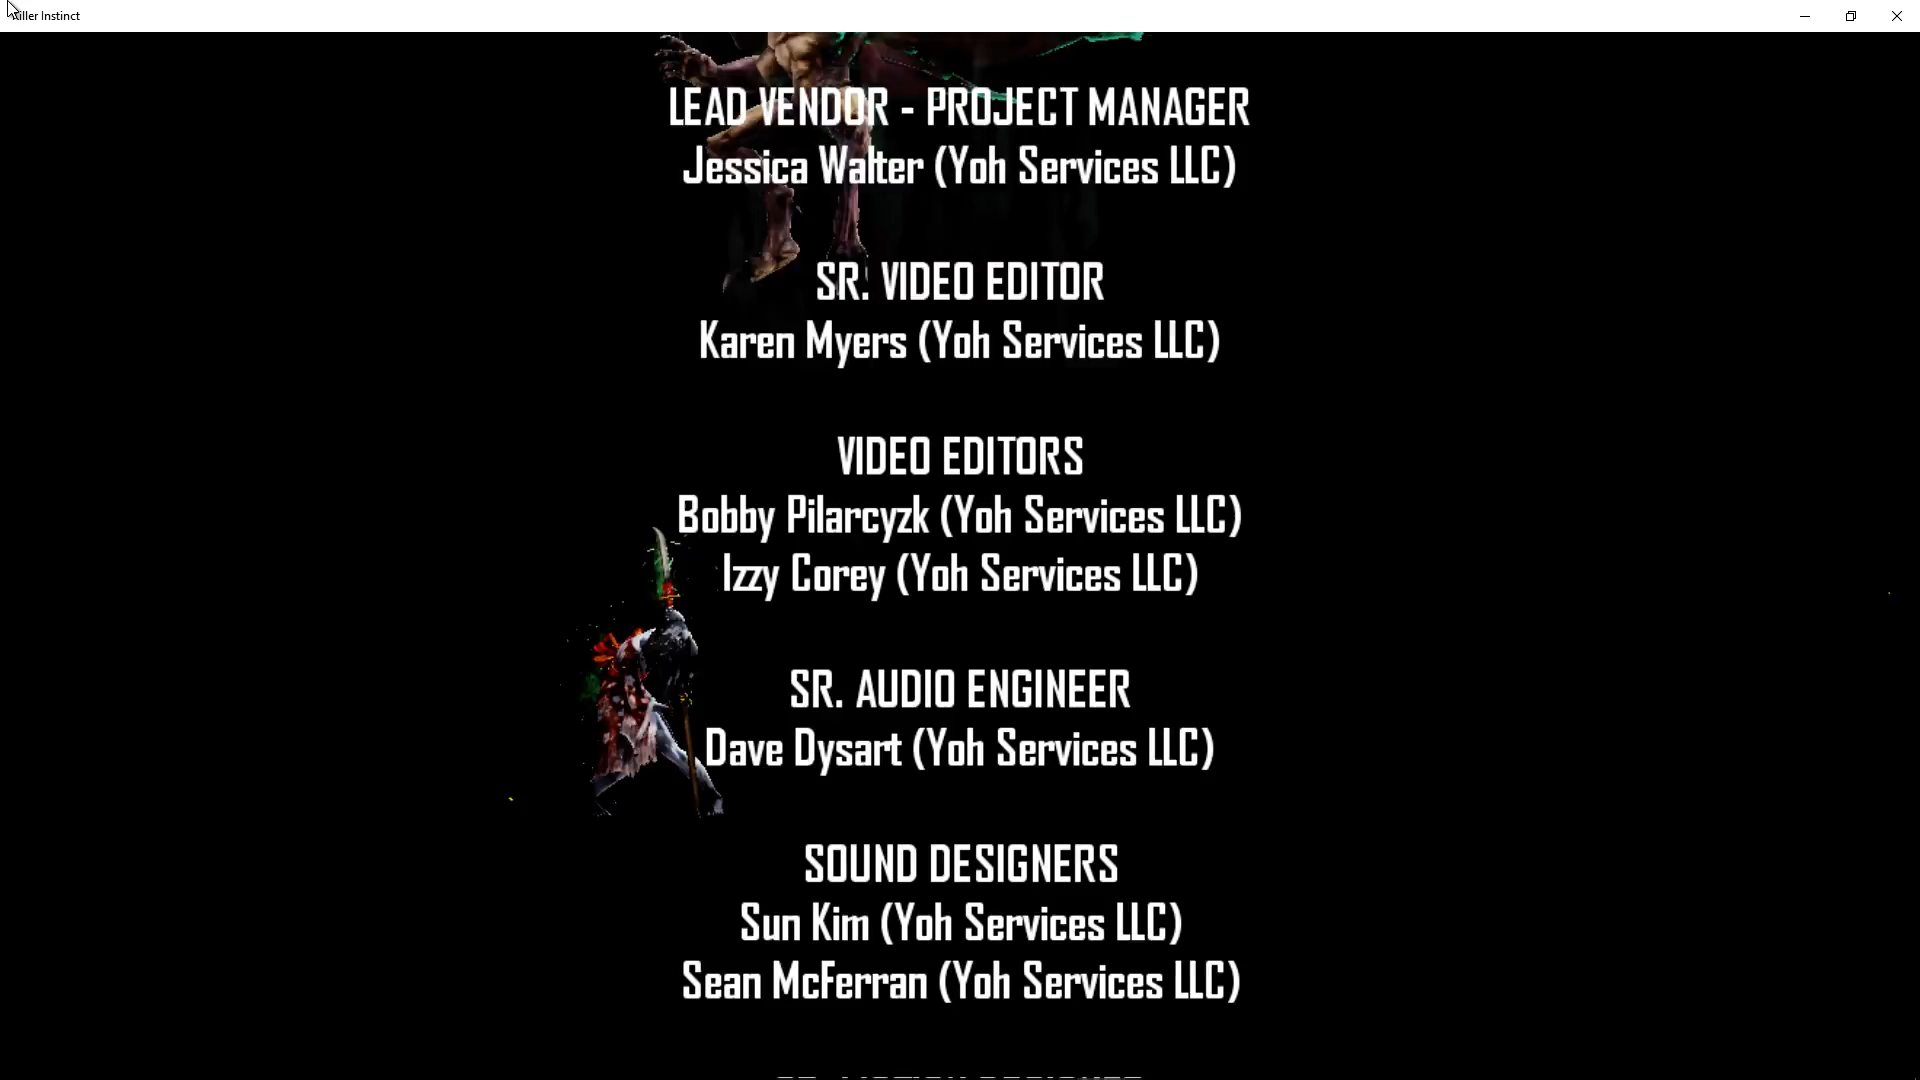 Killer Instinct
LEAD VENDOR - PROJECT MANAGER
Jessica Walter (Yoh Services LLC)
SR. VIDEO EDITOR
Karen Myers (Yoh Services LLC)
VIDEO EDITORS
Bobby Pilarcyzk (Yoh Services LLC)
Izzy Corey (Yoh Services LLC)
SR. AUDIO ENGINEER
Dave Dysart (Yoh Services LLC)
SOUND DESIGNERS
Sun Kim (Yoh Services LLC)
Sean McFerran (Yoh Services LLC)